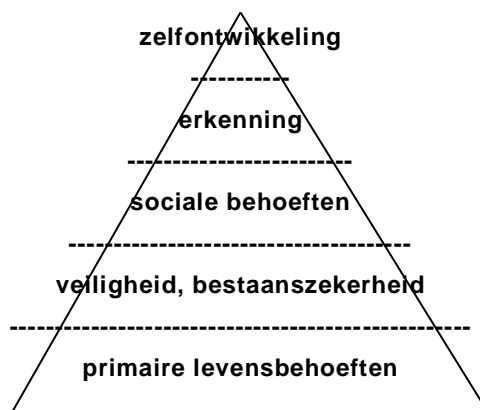 zelfontwikkeling
erkenning
sociale behoeften
veiligheid, bestaanszekerheid
primaire levensbehoeften